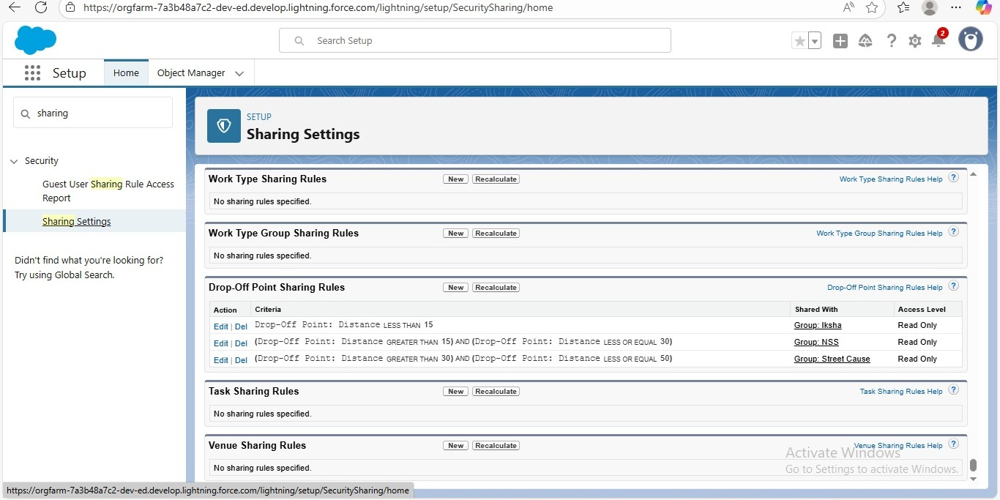 https://orgfarm-7a3b48a7c2-dev-ed.develop.lightning.force.com/lightning/setup/SecuritySharing/home
Search Setup
2
Setup Home Object Manager
sharing
Security
Guest User Sharing Rule Access
Report
Sharing Settings
Didn't find what you're looking for?
Try using Global Search.
SETUP
Sharing Settings
Work Type Sharing Rules New Recalculate Work Type Sharing Rules Help ?
No sharing rules specified.
Work Type Group Sharing Rules New Recalculate Work Type Group Sharing Rules Help ?
No sharing rules specified.
Drop-Off Point Sharing Rules New Recalculate Drop-Off Point Sharing Rules Help ?
Action Criteria Shared With Access Level
Edit | Del Drop-Off Point: Distance LESS THAN 15 Group: Iksha Read Only
Edit | Del (Drop-Off Point: Distance GREATER THAN 15) AND (Drop-Off Point: Distance LESS OR EQUAL 30) Group: NSS Read Only
Edit | Del (Drop-Off Point: Distance GREATER THAN 30) AND (Drop-Off Point: Distance LESS OR EQUAL 50) Group: Street Cause Read Only
Task Sharing Rules New Recalculate Task Sharing Rules Help ?
No sharing rules specified.
Venue Sharing Rules New Recalculate Venue Sharing Rules Help ?
No sharing rules specified.
Activate Windows
Go to Settings to activate Windows.
https://orgfarm-7a3b48a7c2-dev-ed.develop.lightning.force.com/lightning/setup/SecuritySharing/home